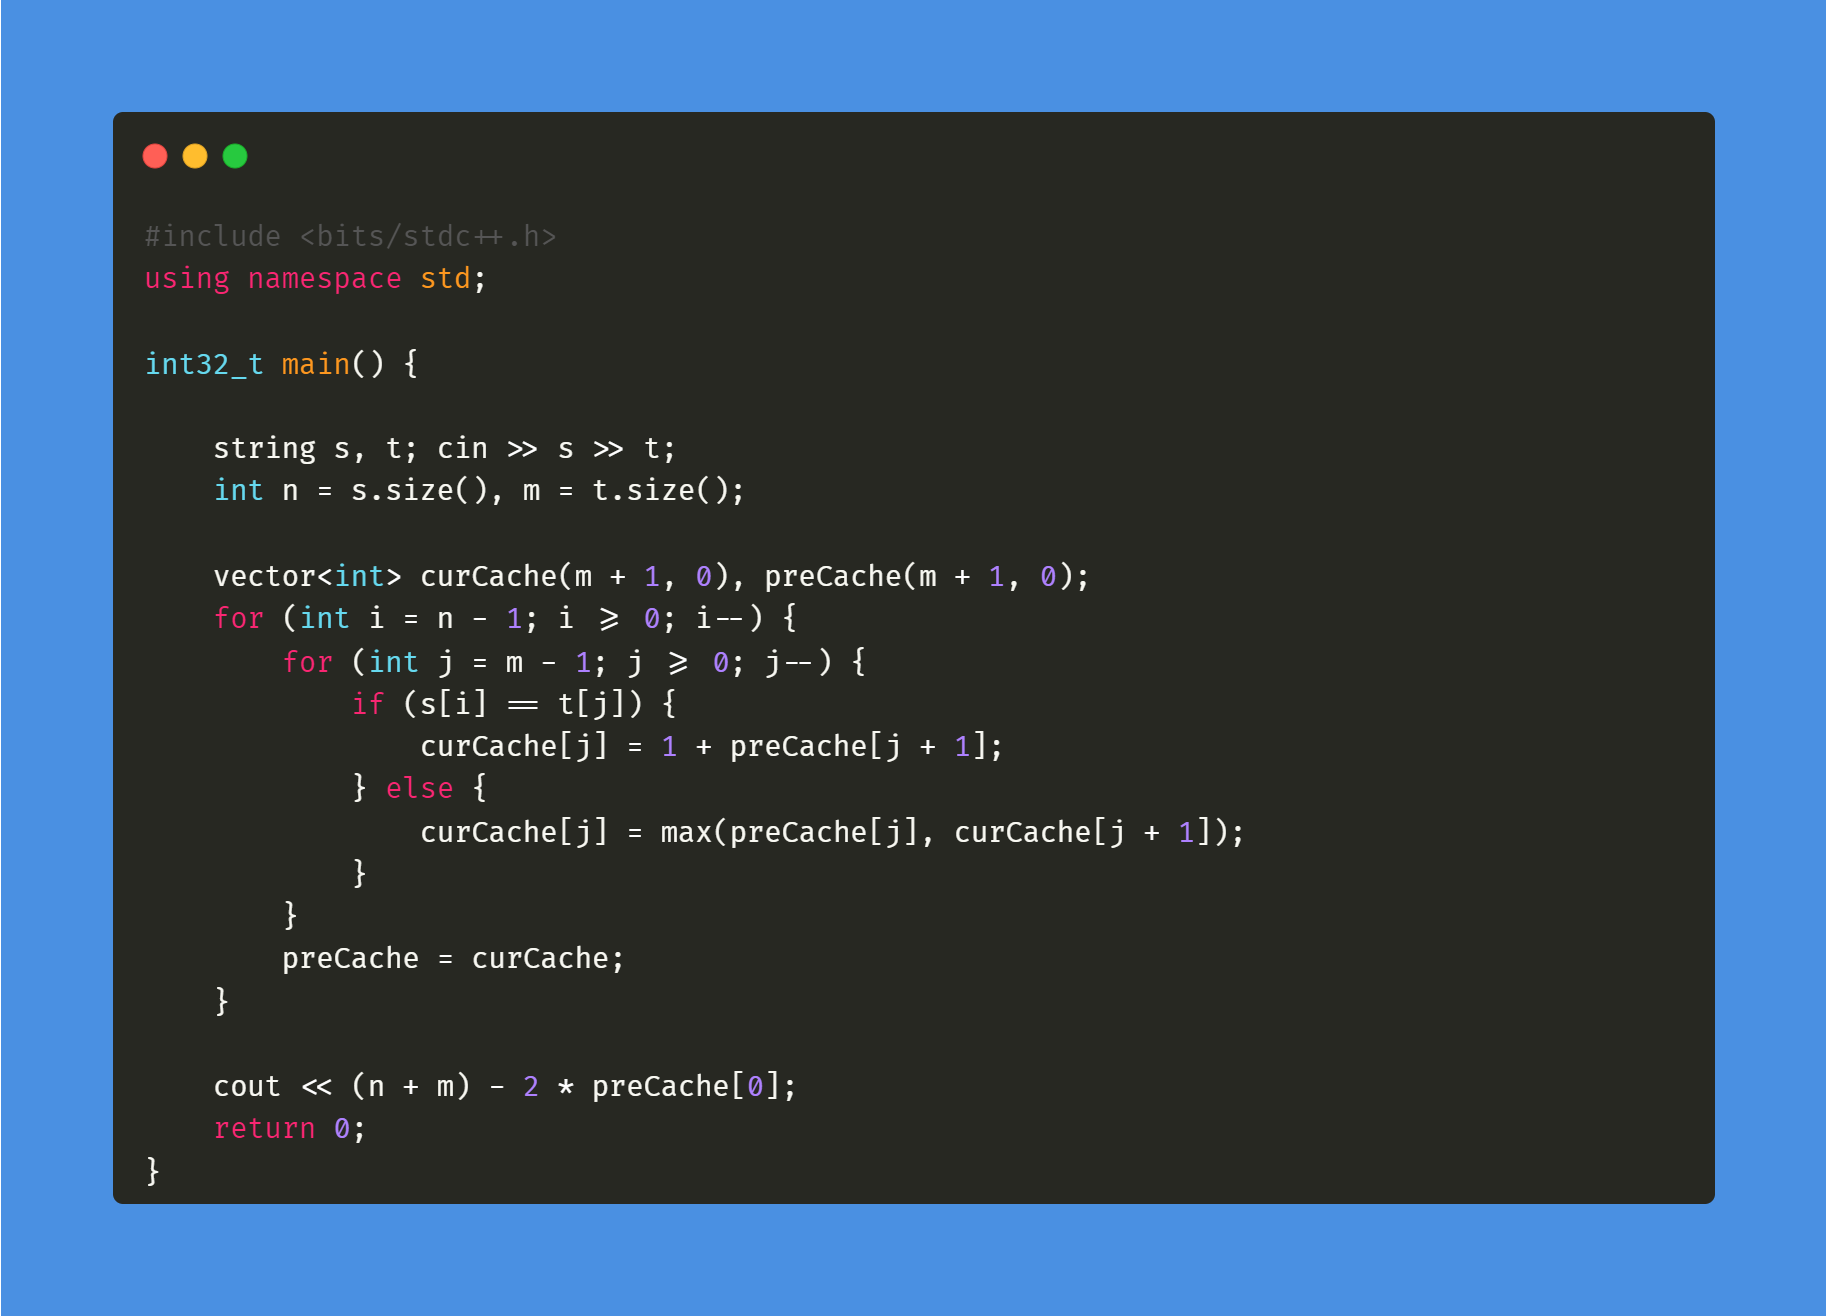 #include <bits/stdc++.h>
using namespace std;
int32_t main() {
string s, t; cin >> s >> t;
int n = s.size(), m = t.size();
vector<int> curCache(m + 1, 0), preCache(m + 1, 0);
for (int i = n - 1; i >= 0; i--) {
for (int j = m - 1; j >= 0; j--) {
if (s[i] == t[j]) {
curCache[j] = 1 + preCache[j + 1];
} else {
curCache[j] = max(preCache[j], curCache[j + 1]);
}
}
preCache = curCache;
}
cout << (n + m) - 2 * preCache[0];
return 0;
}